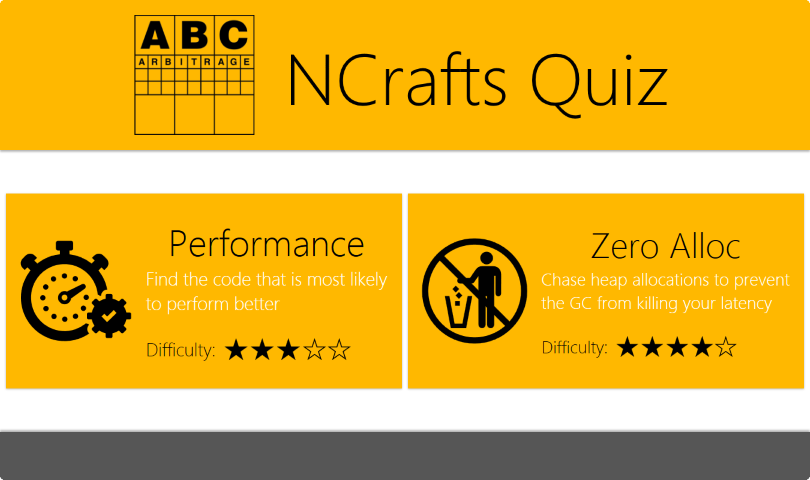 ABC
ARBITRAGE
NCrafts Quiz
Performance
Find the code that is most likely
to perform better
Difficulty: ★★★☆☆
Zero Alloc
Chase heap allocations to prevent
the GC from killing your latency
Difficulty: ★★★★☆